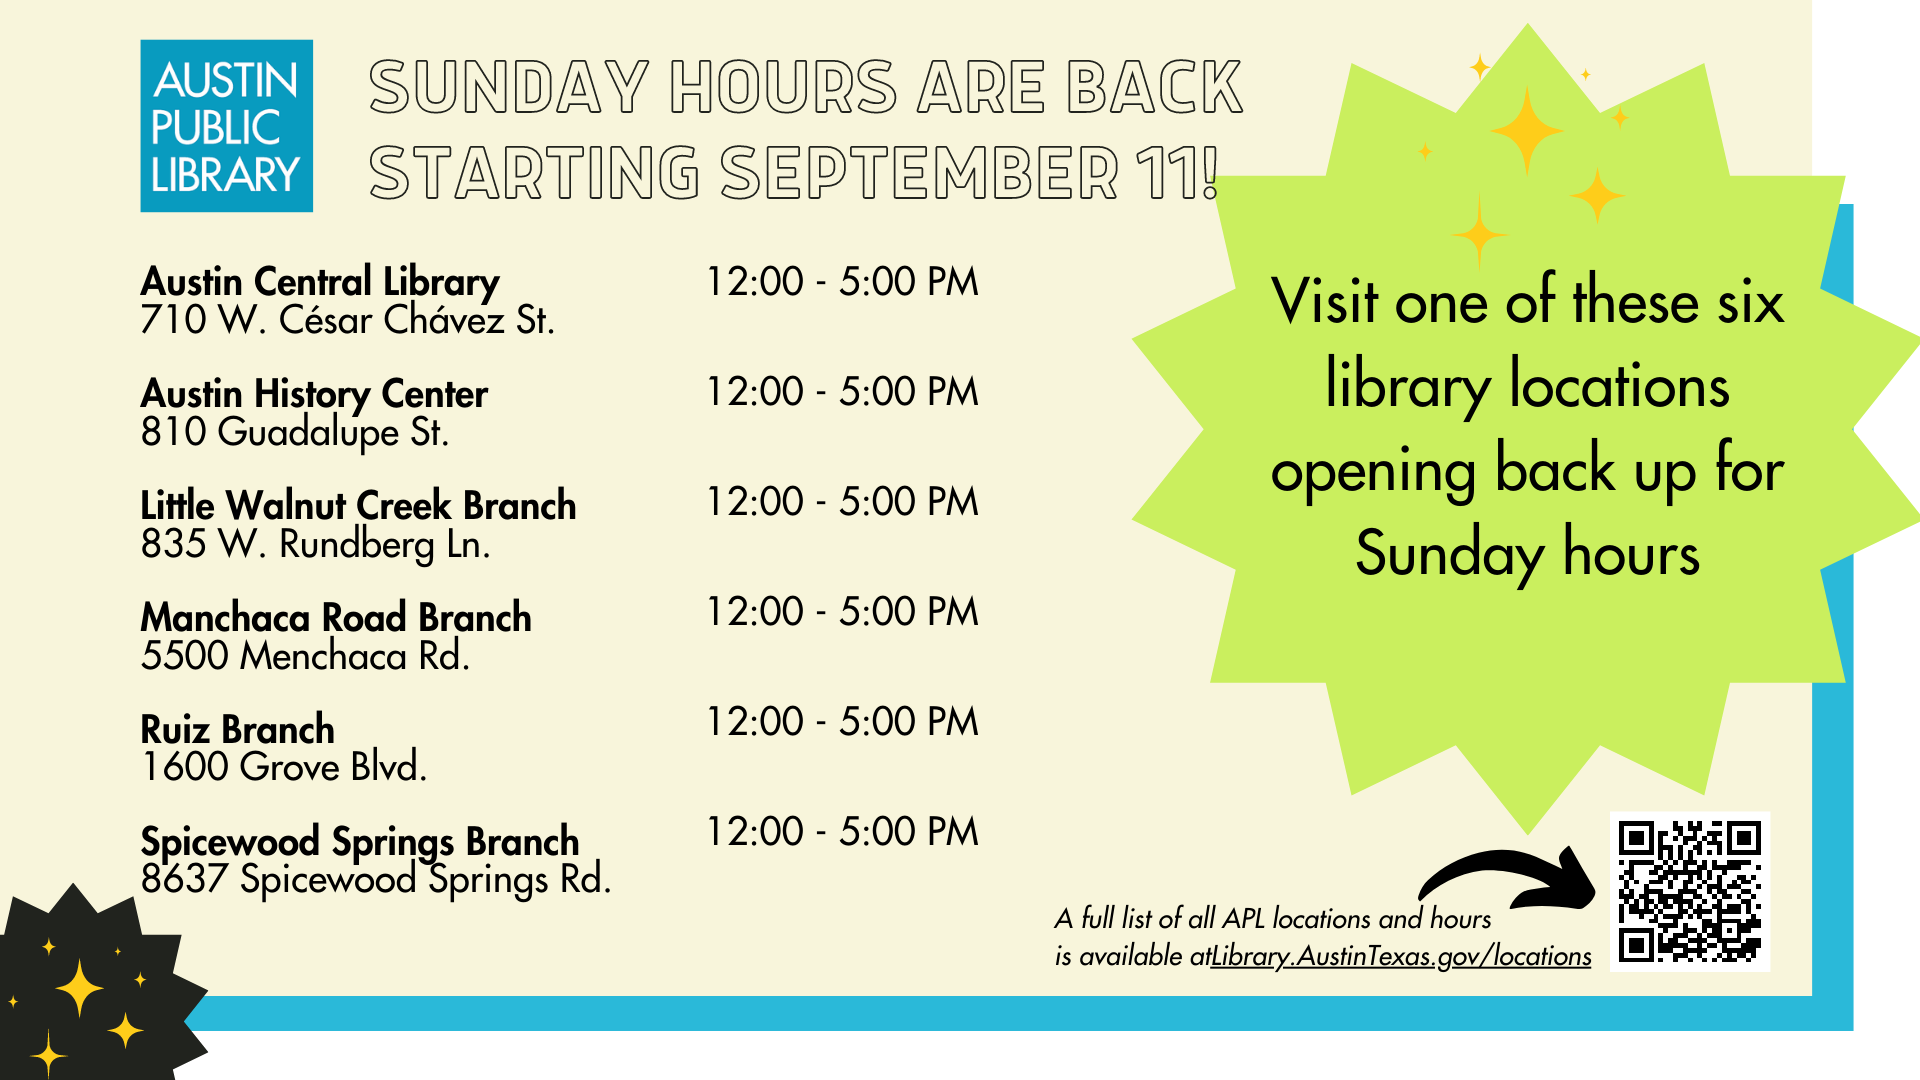 AUSTIN
PUBLIC
LIBRARY
SUNDAY HOURS ARE BACK
STARTING SEPTEMBER 11!
Austin Central Library 12:00 - 5:00 PM
710 W. César Chávez St.
Austin History Center 12:00 - 5:00 PM
810 Guadalupe St.
Little Walnut Creek Branch 12:00 - 5:00 PM
835 W. Rundberg Ln.
Manchaca Road Branch 12:00 - 5:00 PM
5500 Menchaca Rd.
Ruiz Branch 12:00 - 5:00 PM
1600 Grove Blvd.
Spicewood Springs Branch 12:00 - 5:00 PM
8637 Spicewood Springs Rd.
Visit one of these six
library locations
opening back up for
Sunday hours
A full list of all APL locations and hours
is available atLibrary.AustinTexas.gov/locations